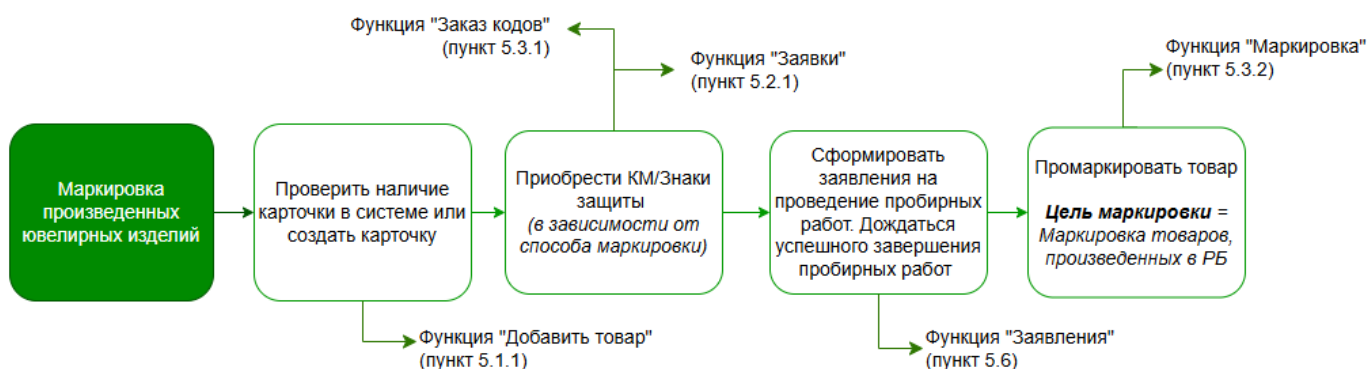 Функция "Заказ кодов"
(пункт 5.3.1)
Функция "Заявки"
(пункт 5.2.1)
Функция "Маркировка"
(пункт 5.3.2)
Маркировка
произведенных
ювелирных изделий
Проверить наличие
карточки в системе или
создать карточку
Приобрести КМ/Знаки
защиты
(в зависимости от
способа маркировки)
Сформировать
заявления на
проведение пробирных
работ. Дождаться
успешного завершения
пробирных работ
Промаркировать товар
Цель маркировки =
Маркировка товаров,
произведенных в РБ
Функция "Добавить товар"
(пункт 5.1.1)
Функция "Заявления"
(пункт 5.6)